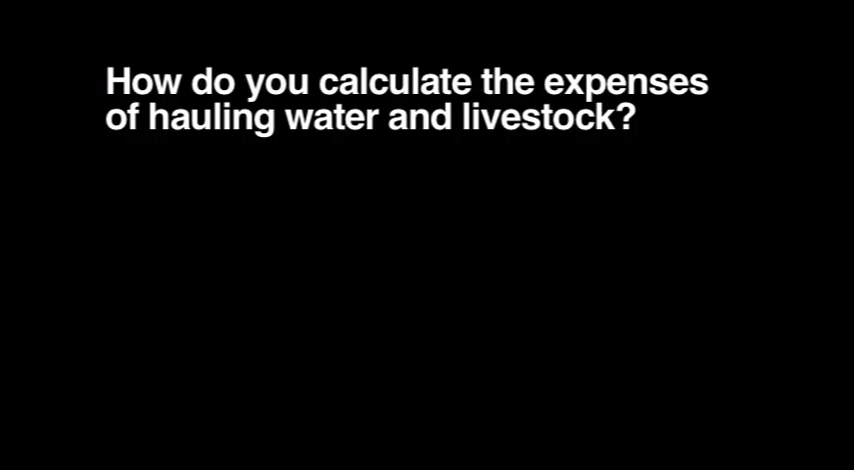 How do you calculate the expenses
of hauling water and livestock?